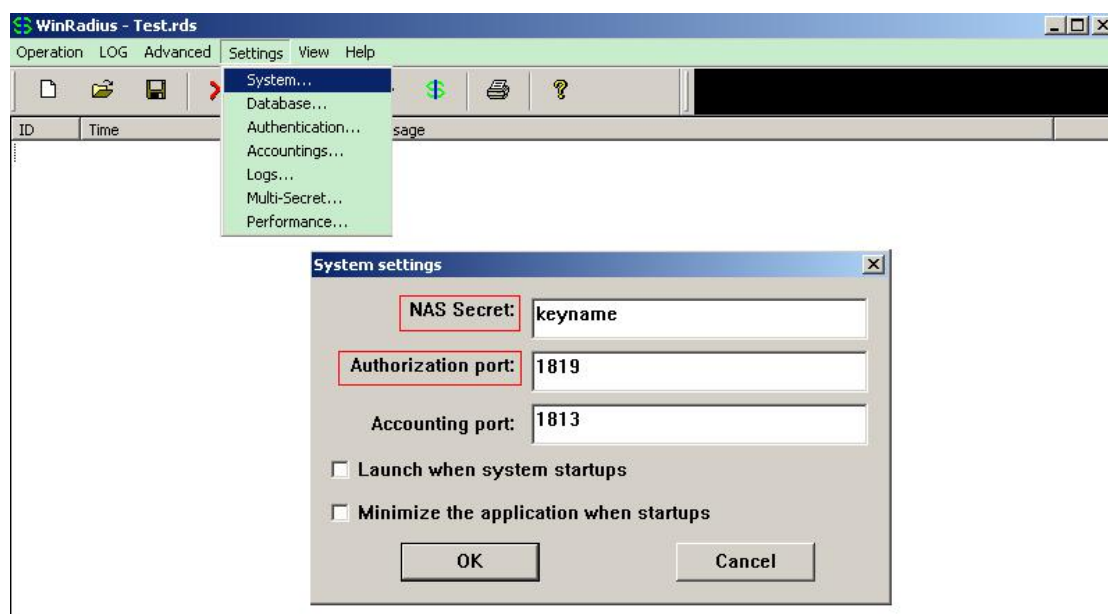 WinRadius - Test.rds
Operation LOG Advanced Settings View Help
System...
Database...
Authentication...
Accountings...
Logs...
Multi-Secret...
Performance...
ID Time sage
System settings
NAS Secret: keyname
Authorization port: 1819
Accounting port: 1813
Launch when system startups
Minimize the application when startups
OK Cancel